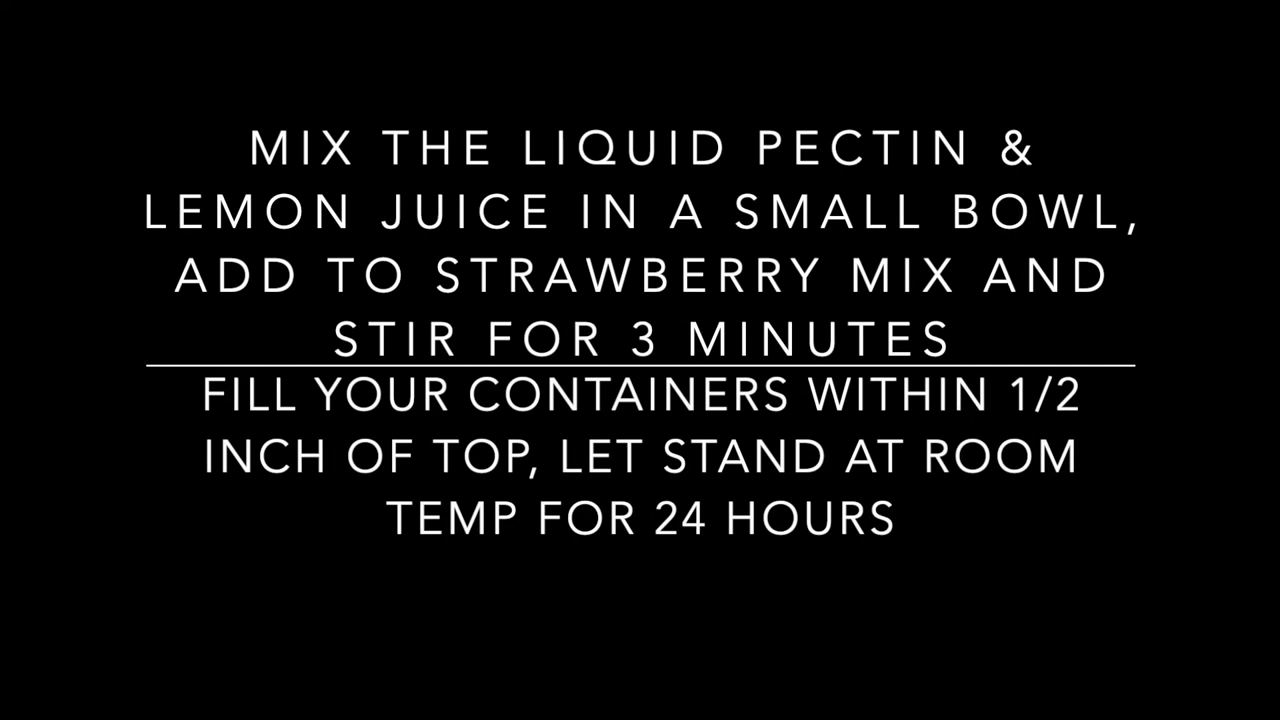 MIX THE LIQUID PECTIN &
LEMON JUICE IN A SMALL BOWL,
ADD TO STRAWBERRY MIX AND
STIR FOR 3 MINUTES
FILL YOUR CONTAINERS WITHIN 1/2
INCH OF TOP, LET STAND AT ROOM
TEMP FOR 24 HOURS